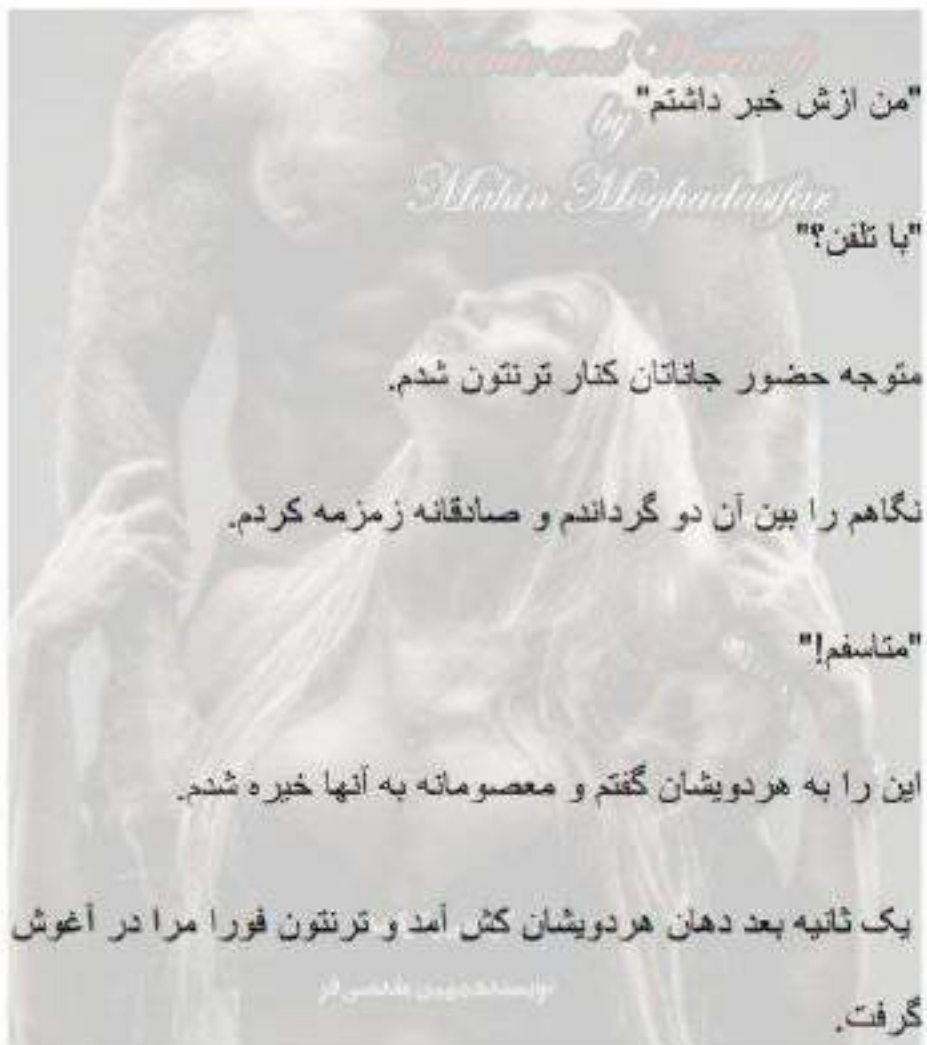 and
"من ازش خبر داشتم"
by
Mahin Moghadasifar
"با تلفن؟"
متوجه حضور جاناتان کنار ترنتون شدم.
نگاهم را بین آن دو گرداندم و صادقانه زمزمه کردم.
"متاسفم!"
این را به هردویشان گفتم و معصومانه به آنها خیره شدم.
یک ثانیه بعد دهان هردویشان کش آمد و ترنتون فورا مرا در آغوش
گرفت.